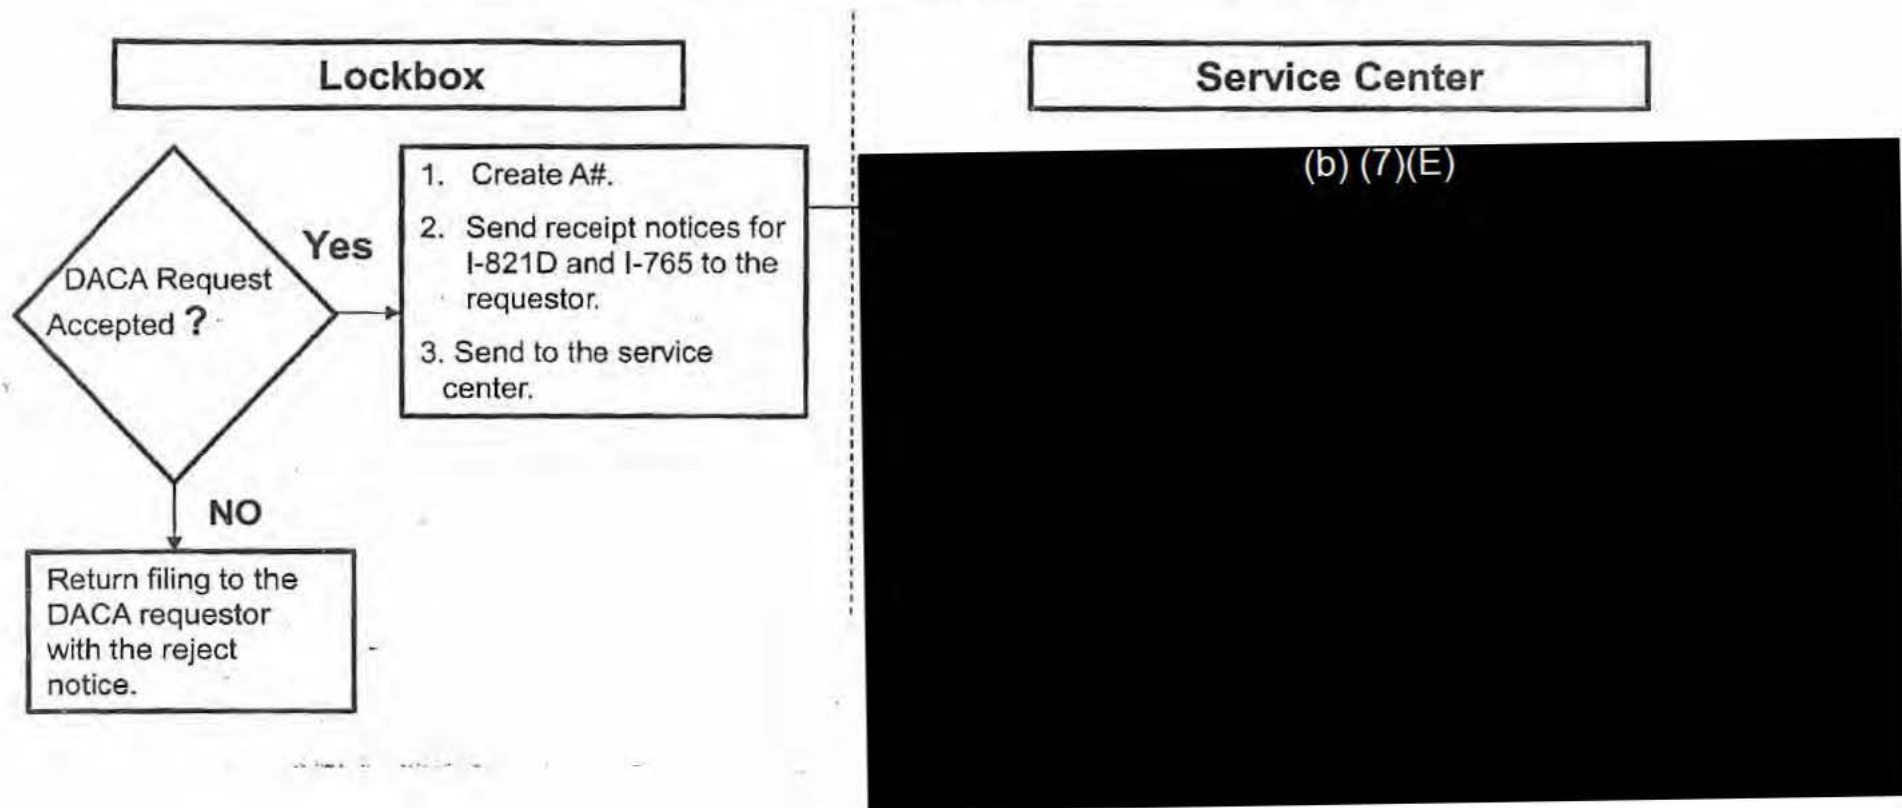 Lockbox
Service Center
DACA Request
Accepted ?
Yes
1. Create A#.
2. Send receipt notices for
I-821D and I-765 to the
requestor.
3. Send to the service
center.
NO
Return filing to the
DACA requestor
with the reject
notice.
(b) (7)(E)